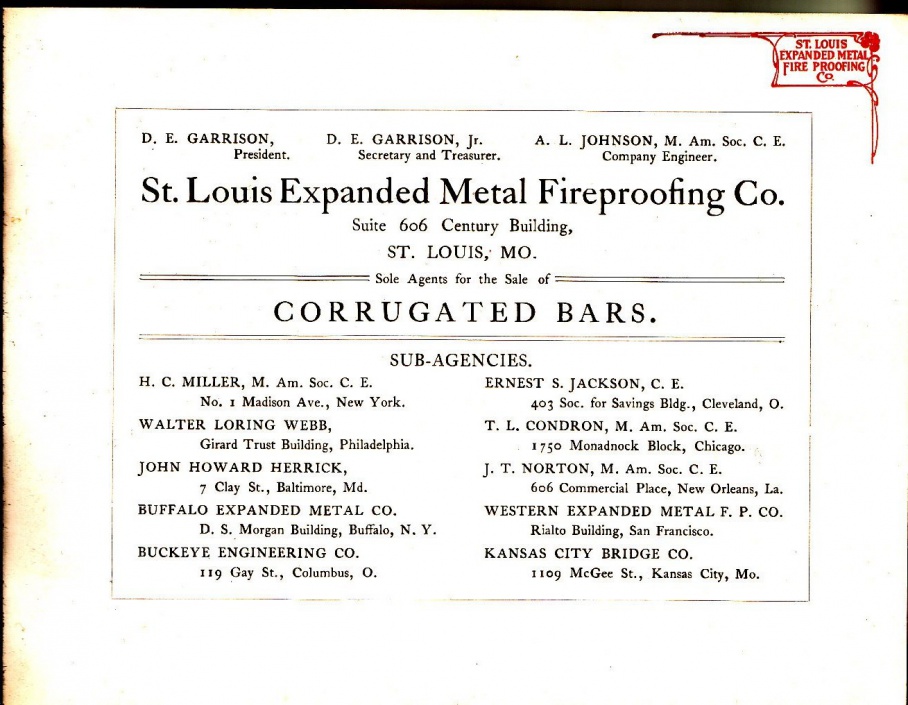 ST. LOUIS
EXPANDED METAL
FIRE PROOFING
Co.
D. E. GARRISON, D. E. GARRISON, Jr. A. L. JOHNSON, M. Am. Soc. C. E.
President. Secretary and Treasurer. Company Engineer.
St. Louis Expanded Metal Fireproofing Co.
Suite 606 Century Building,
ST. LOUIS, MO.
Sole Agents for the Sale of
CORRUGATED BARS.
SUB-AGENCIES.
H. C. MILLER, M. Am. Soc. C. E.
No. 1 Madison Ave., New York.
WALTER LORING WEBB,
Girard Trust Building, Philadelphia.
JOHN HOWARD HERRICK,
7 Clay St., Baltimore, Md.
BUFFALO EXPANDED METAL CO.
D. S. Morgan Building, Buffalo, N. Y.
BUCKEYE ENGINEERING CO.
119 Gay St., Columbus, O.
ERNEST S. JACKSON, C. E.
403 Soc. for Savings Bldg., Cleveland, O.
T. L. CONDRON, M. Am. Soc. C. E.
1750 Monadnock Block, Chicago.
J. T. NORTON, M. Am. Soc. C. E.
606 Commercial Place, New Orleans, La.
WESTERN EXPANDED METAL F. P. CO.
Rialto Building, San Francisco.
KANSAS CITY BRIDGE CO.
1109 McGee St., Kansas City, Mo.